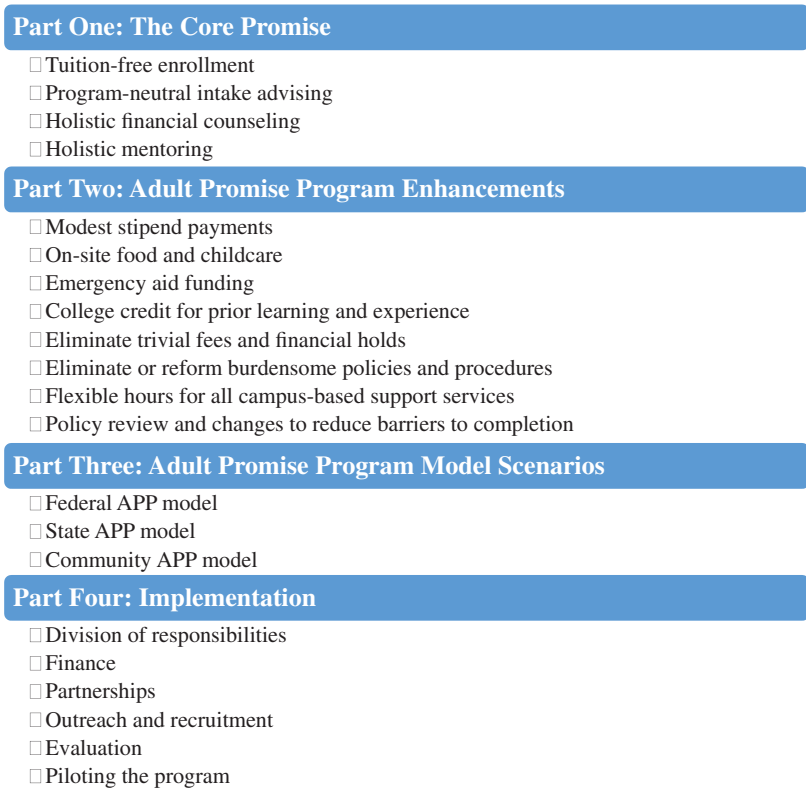 Part One: The Core Promise
□ Tuition-free enrollment
□ Program-neutral intake advising
□ Holistic financial counseling
□ Holistic mentoring
Part Two: Adult Promise Program Enhancements
□ Modest stipend payments
□ On-site food and childcare
□ Emergency aid funding
□ College credit for prior learning and experience
□ Eliminate trivial fees and financial holds
□ Eliminate or reform burdensome policies and procedures
□ Flexible hours for all campus-based support services
□ Policy review and changes to reduce barriers to completion
Part Three: Adult Promise Program Model Scenarios
□ Federal APP model
□ State APP model
□ Community APP model
Part Four: Implementation
□ Division of responsibilities
□ Finance
□ Partnerships
□ Outreach and recruitment
□ Evaluation
□ Piloting the program